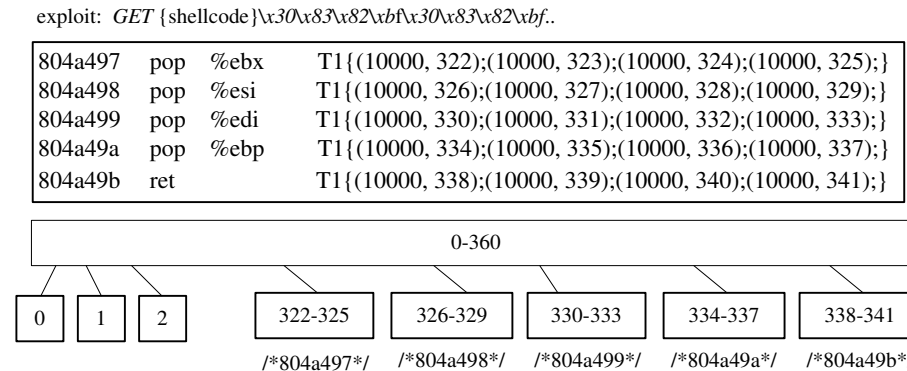 exploit: GET {shellcode}\x30\x83\x82\xbf\x30\x83\x82\xbf..
804a497 pop %ebx T1{(10000, 322);(10000, 323);(10000, 324);(10000, 325);}
804a498 pop %esi T1{(10000, 326);(10000, 327);(10000, 328);(10000, 329);}
804a499 pop %edi T1{(10000, 330);(10000, 331);(10000, 332);(10000, 333);}
804a49a pop %ebp T1{(10000, 334);(10000, 335);(10000, 336);(10000, 337);}
804a49b ret T1{(10000, 338);(10000, 339);(10000, 340);(10000, 341);}
0-360
0 1 2 322-325 326-329 330-333 334-337 338-341
/*804a497*/ /*804a498*/ /*804a499*/ /*804a49a*/ /*804a49b*